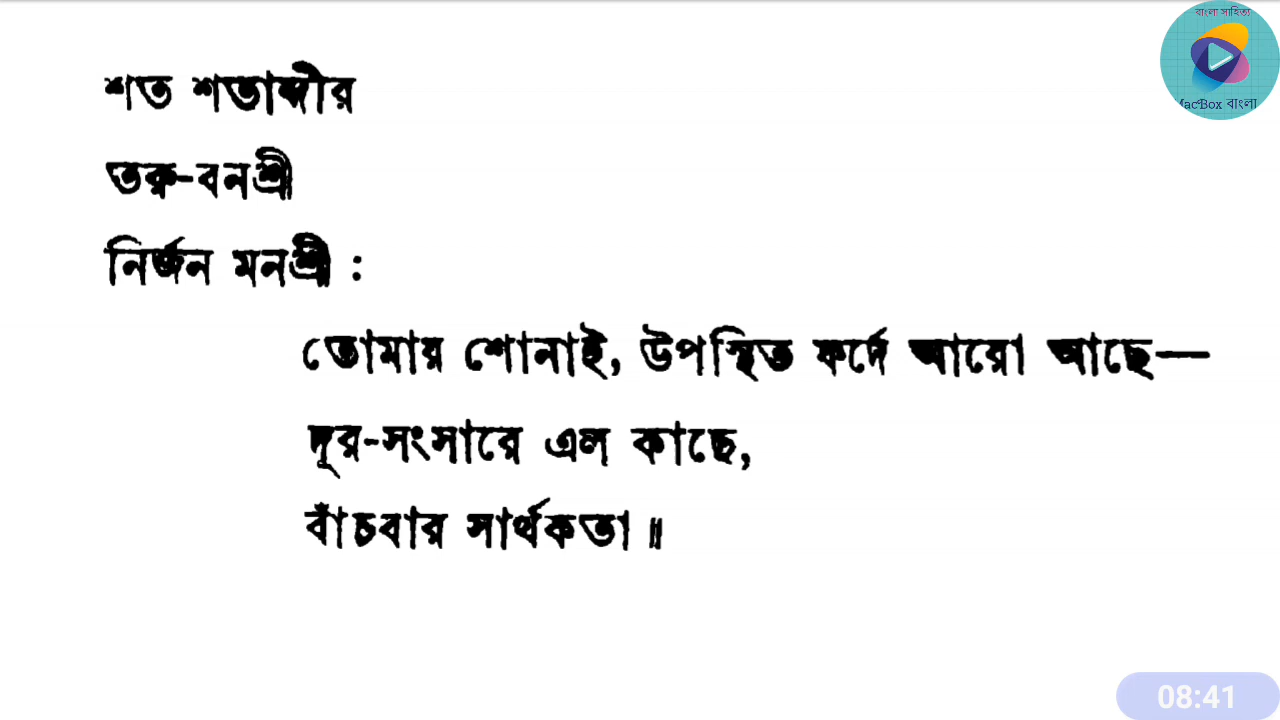 বাংলা সাহিত্য
MacBox বাংলা
শত শতাব্দীর
তরু-বনশ্রী
নির্জন মনশ্রী :
তোমায় শোনাই, উপস্থিত ফর্দে আরো আছে—
দূর-সংসারে এল কাছে,
বাঁচবার সার্থকতা॥
08:41